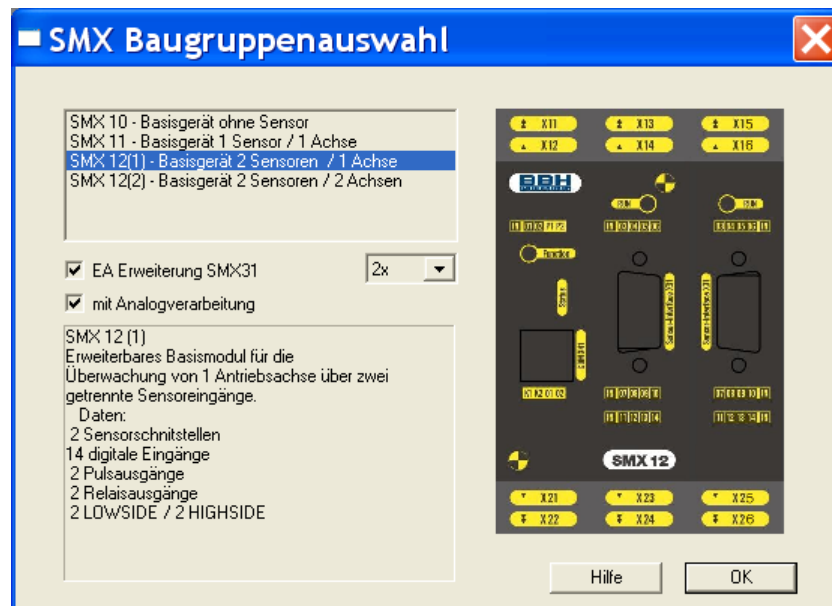 SMX Baugruppenauswahl
SMX 10 - Basisgerät ohne Sensor
SMX 11 - Basisgerät 1 Sensor / 1 Achse
SMX 12(1) - Basisgerät 2 Sensoren / 1 Achse
SMX 12(2) - Basisgerät 2 Sensoren / 2 Achsen
EA Erweiterung SMX31
2x
mit Analogverarbeitung
SMX 12 (1)
Erweiterbares Basismodul für die
Überwachung von 1 Antriebsachse über zwei
getrennte Sensoreingänge.
Daten:
2 Sensorschnitstellen
14 digitale Eingänge
2 Pulsausgänge
2 Relaisausgänge
2 LOWSIDE / 2 HIGHSIDE
X11 X13 X15
X12 X14 X16
BBH
RUN RUN
Function
Status
SMX 12
X21 X23 X25
X22 X24 X26
Hilfe OK